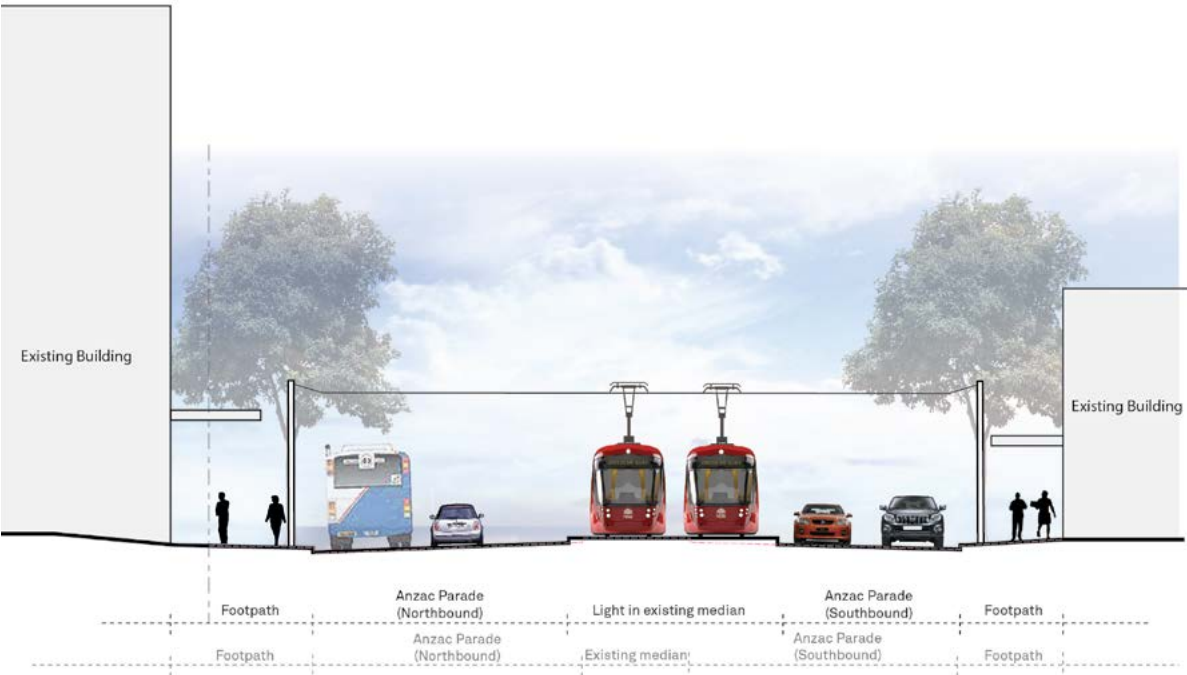 Existing Building
Existing Building
Footpath
Anzac Parade
(Northbound)
Light in existing median
Anzac Parade
(Southbound)
Footpath
Footpath
Anzac Parade
(Northbound)
Existing median
Anzac Parade
(Southbound)
Footpath